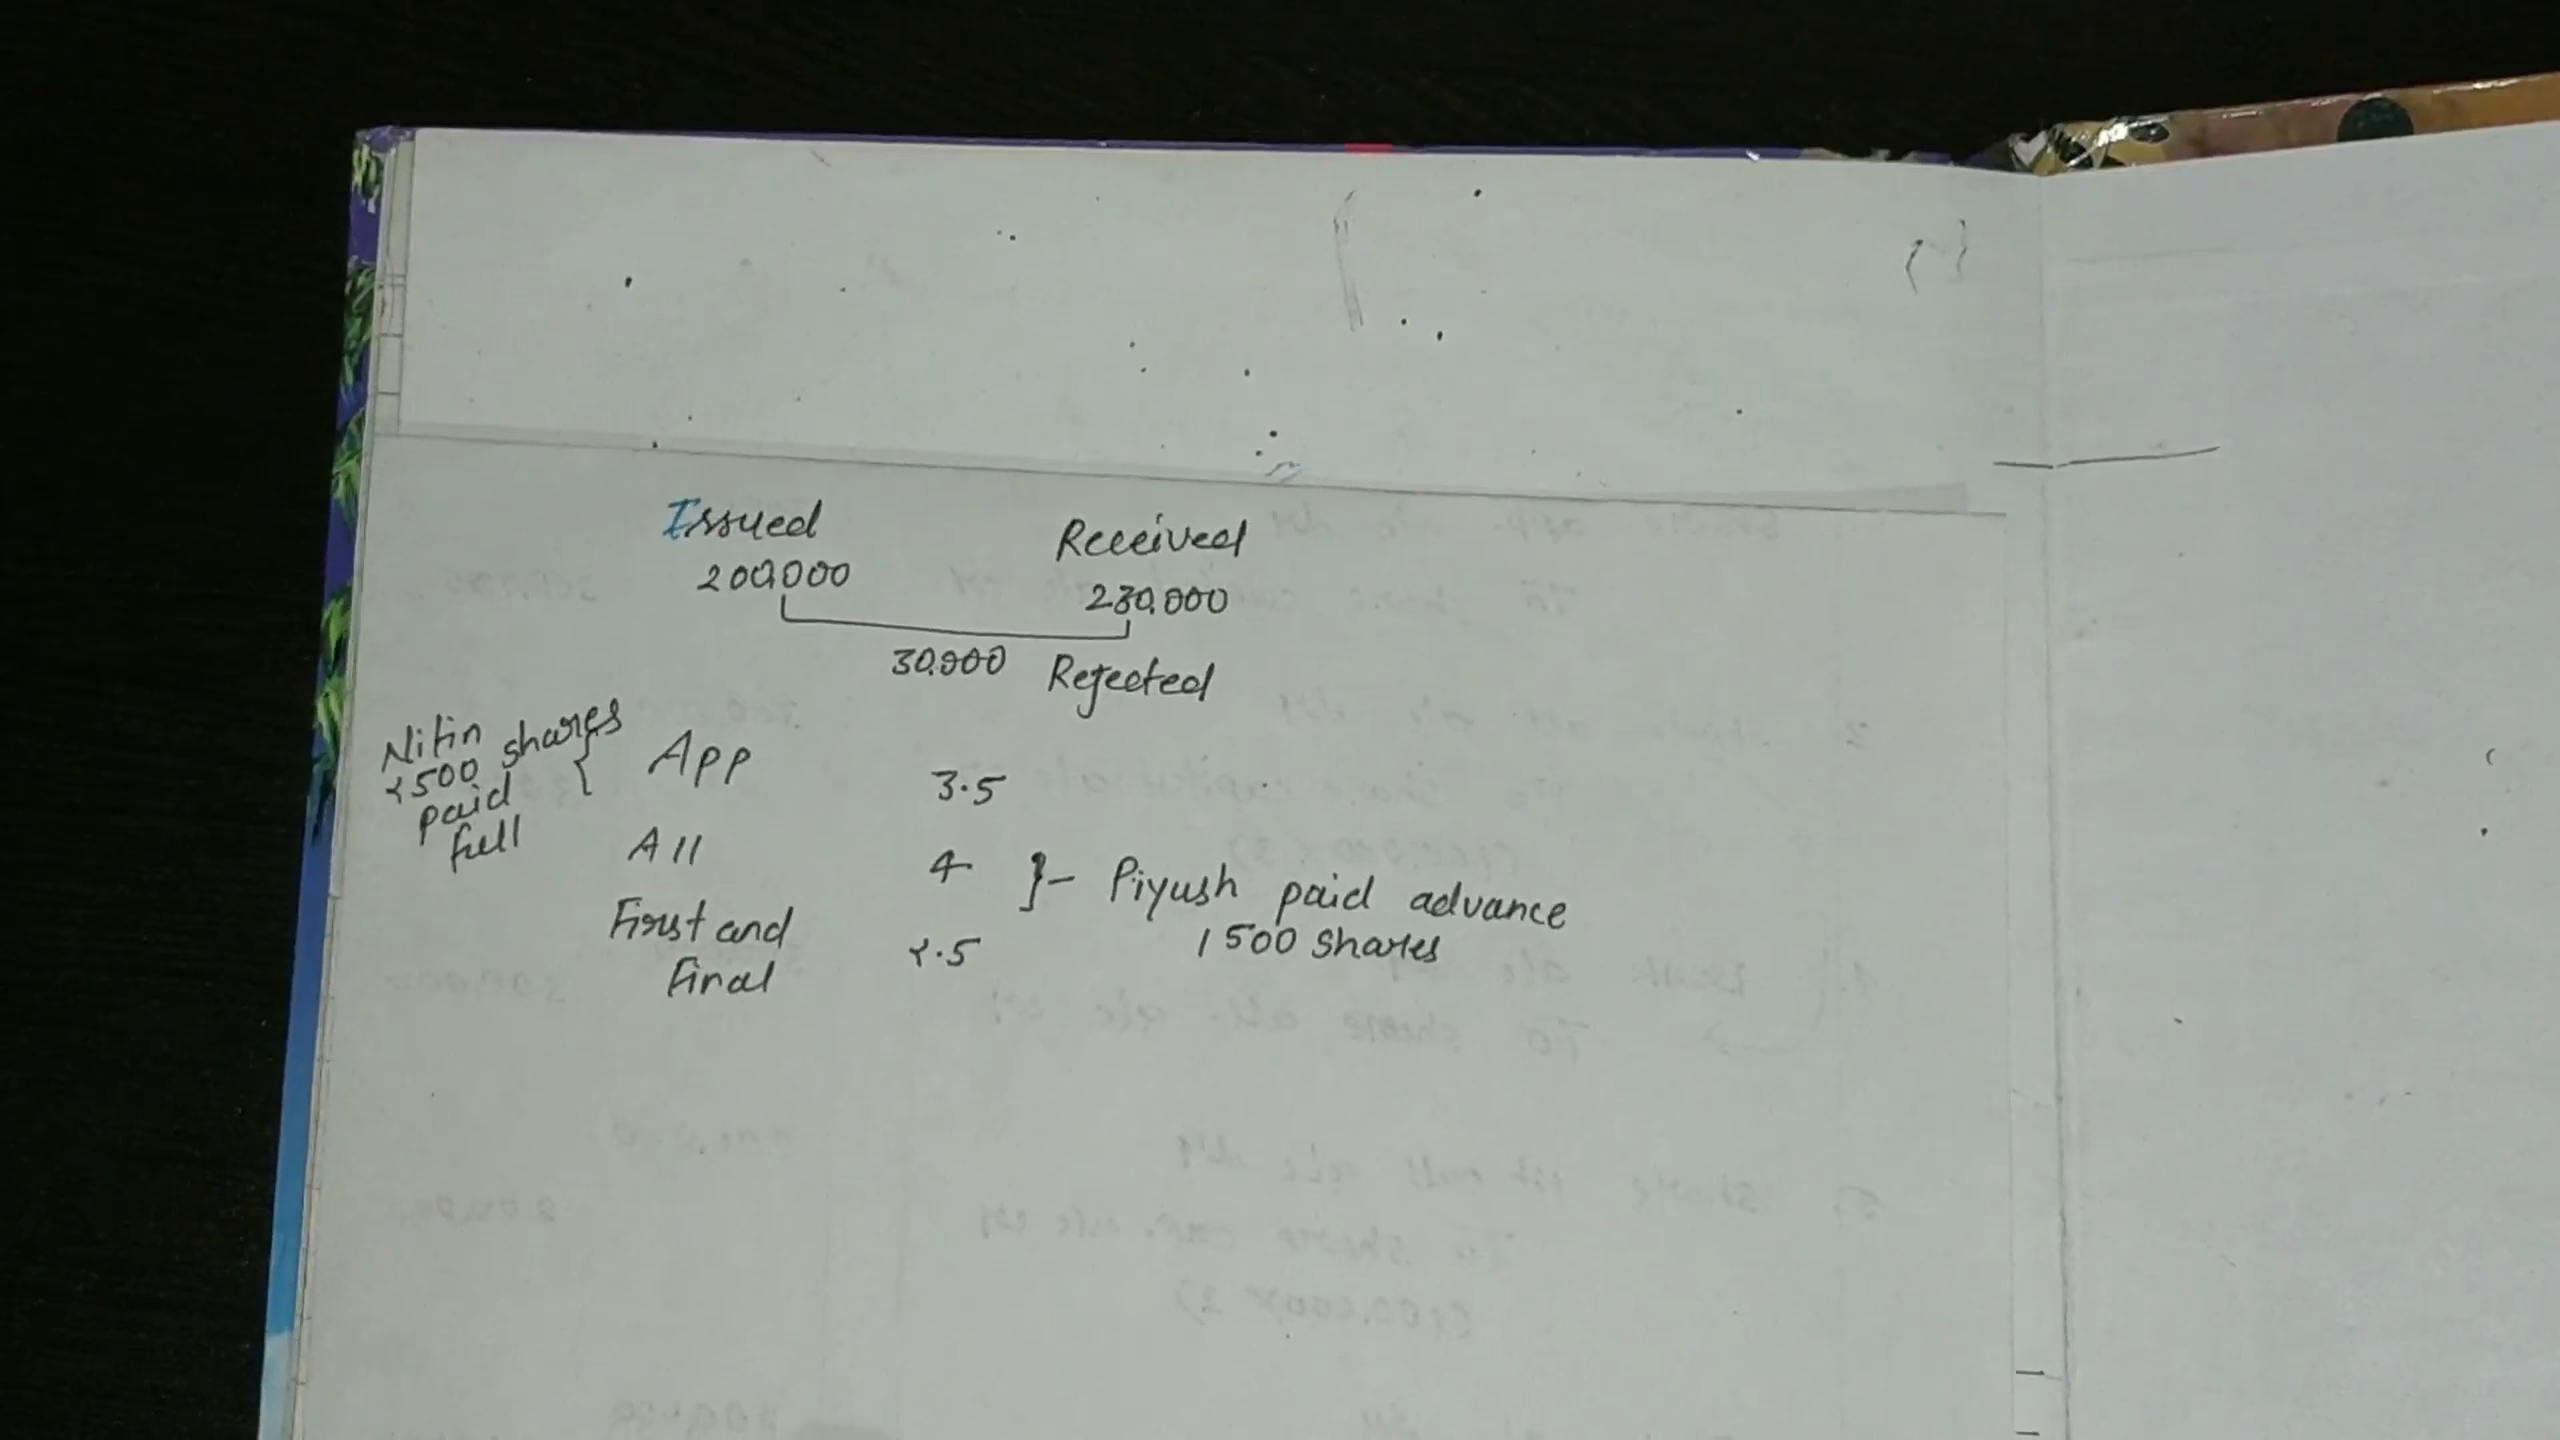 Issued Received
200,000 230,000
30,000 Rejected
Nitin
2500 shares
paid
full
App 3.5
All 4
First and
Final 2.5
Piyush paid advance
1500 shares